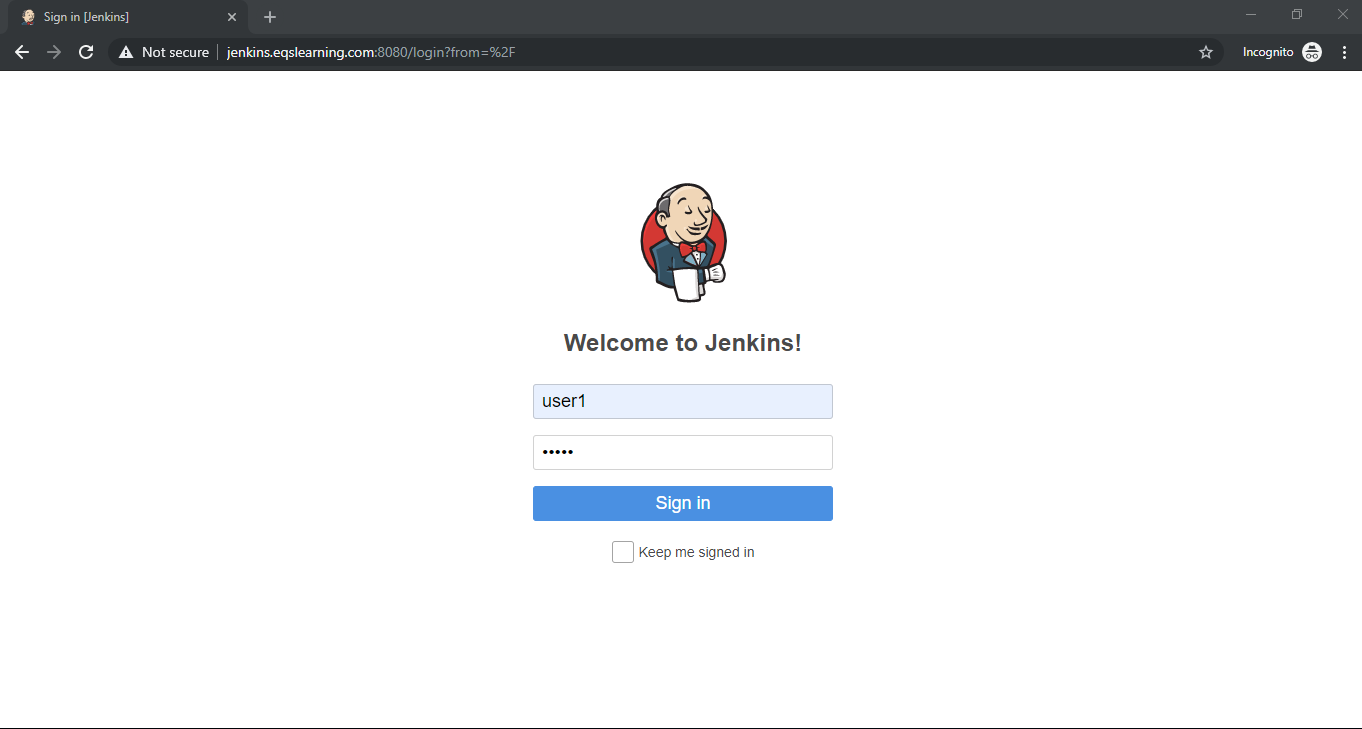 Sign in [Jenkins]
Not secure
jenkins.eqslearning.com:8080/login?from=%2F
Incognito
Welcome to Jenkins!
user1
•••••
Sign in
Keep me signed in